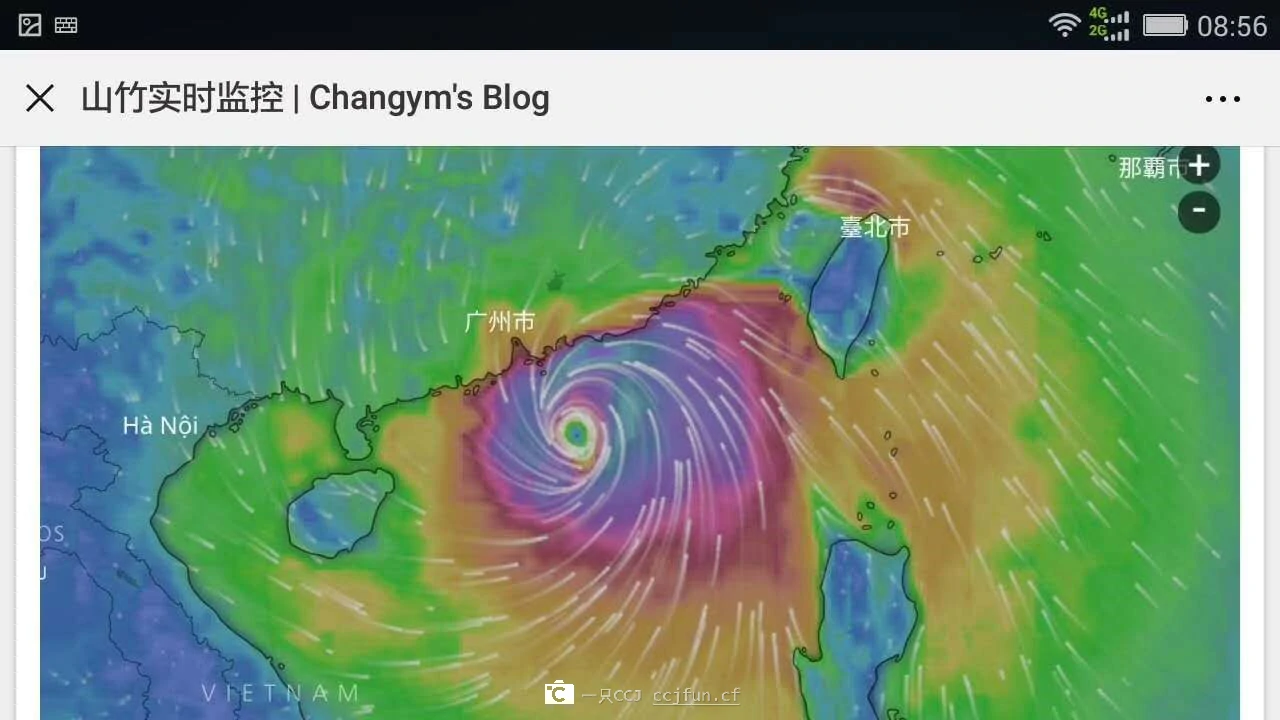 4G
2G
08:56
山竹实时监控 | Changym's Blog
那覇市
+
-
臺北市
广州市
Hà Nội
OS
VIETNAM
一只CCJ ccjfun.cf